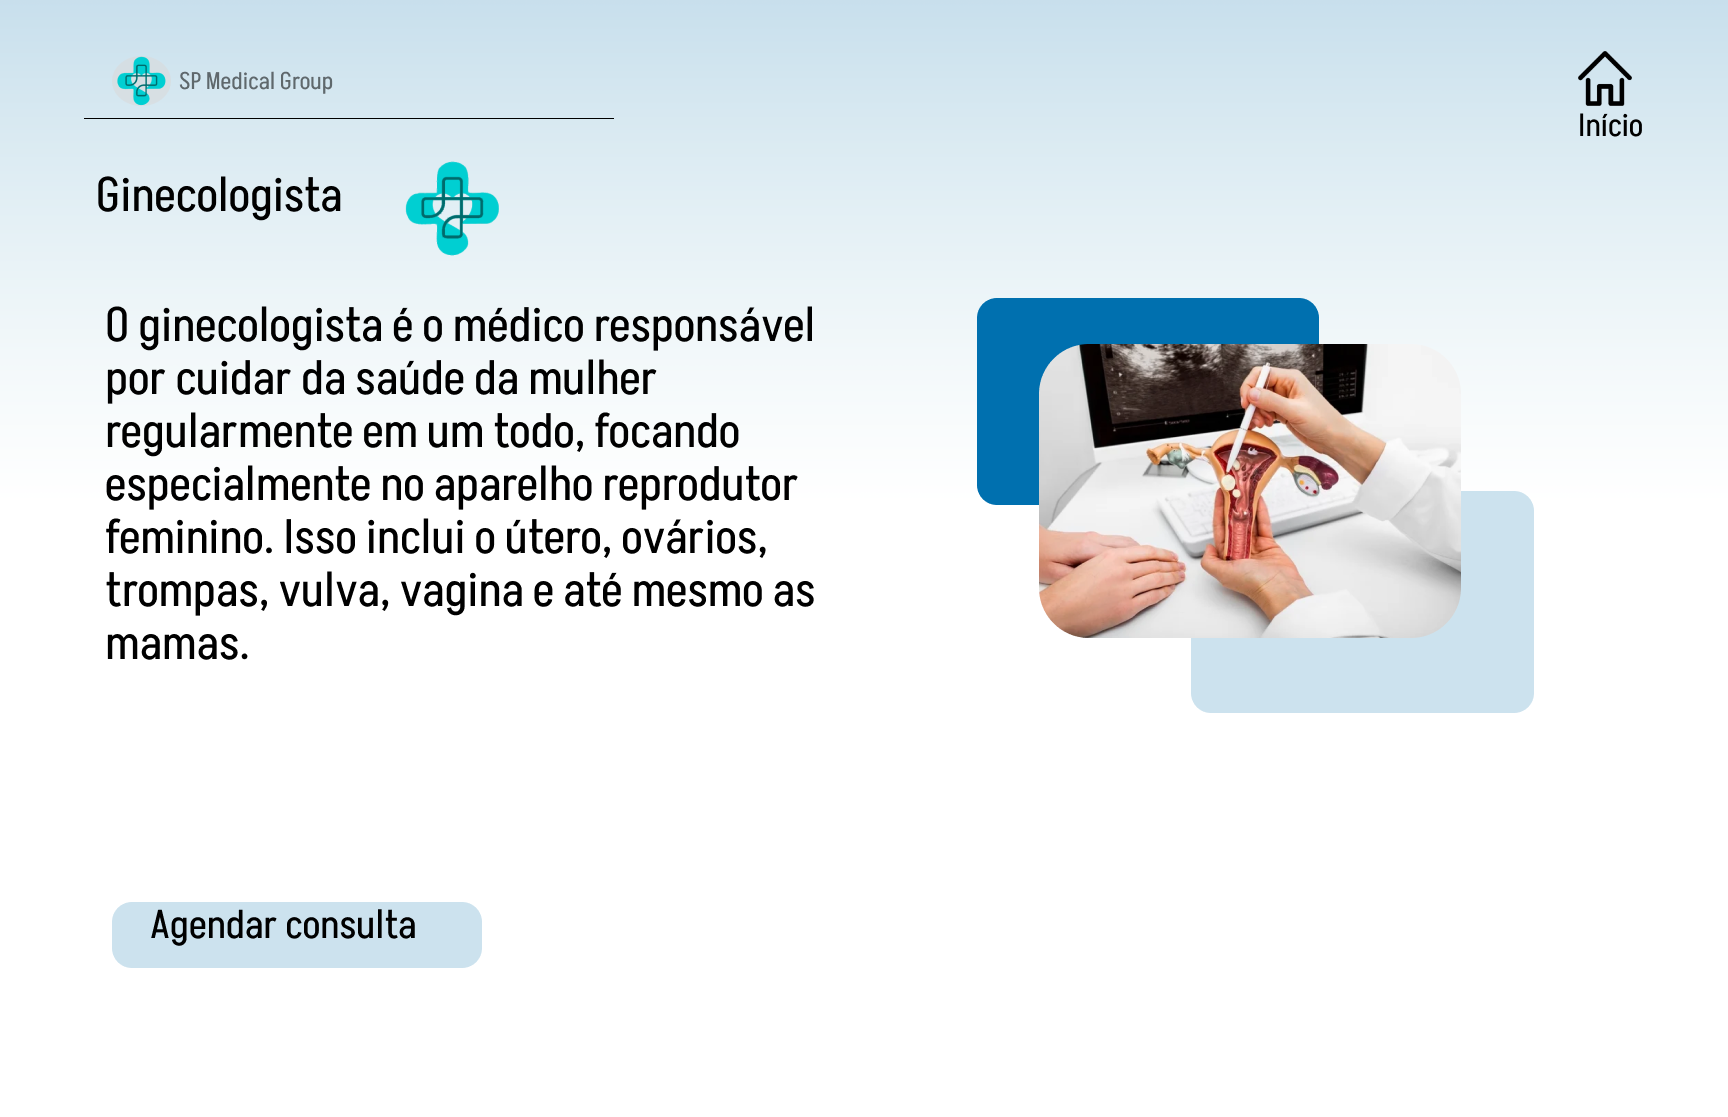 SP Medical Group
Início
Ginecologista
O ginecologista é o médico responsável
por cuidar da saúde da mulher
regularmente em um todo, focando
especialmente no aparelho reprodutor
feminino. Isso inclui o útero, ovários,
trompas, vulva, vagina e até mesmo as
mamas.
Agendar consulta